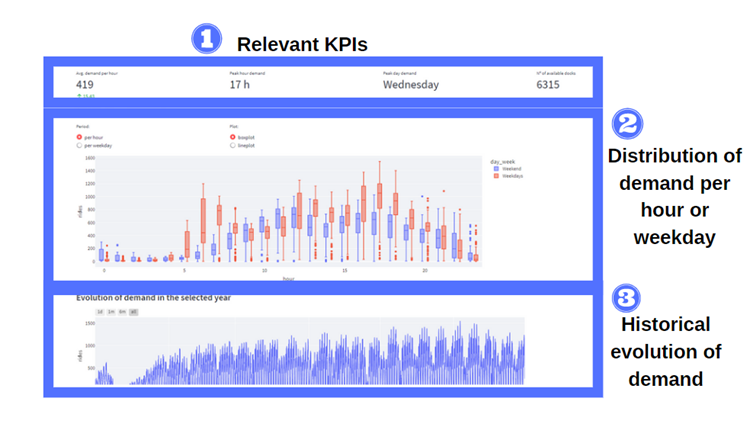 1 Relevant KPIs
Avg. demand per hour
419
Peak hour demand
17 h
Peak day demand
Wednesday
Nº of available docks
6315
Period:
per hour
per weekday
Plot:
boxplot
lineplot
1600
1400
1200
1000
800
600
400
200
0
rides
0
5
10
15
20
hour
day_week
Weekend
Weekdays
2
Distribution of
demand per
hour or
weekday
Evolution of demand in the selected year
1d 1m 6m all
1500
1000
500
rides
3
Historical
evolution of
demand